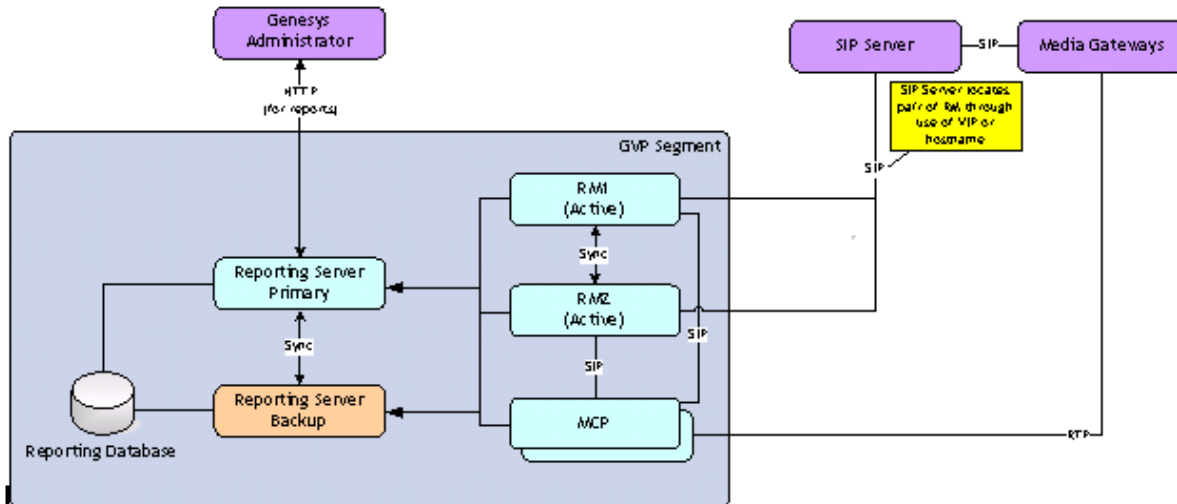 Genesys
Administrator
HTTP
(for reports)
SIP Server
SIP
Media Gateways
SIP Server locates
pair of RM through
use of VIP or
hostname
SIP
GVP Segment
RM1
(Active)
Sync
RM2
(Active)
SIP
SIP
MCP
Reporting Server
Primary
Sync
Reporting Server
Backup
Reporting Database
RTP